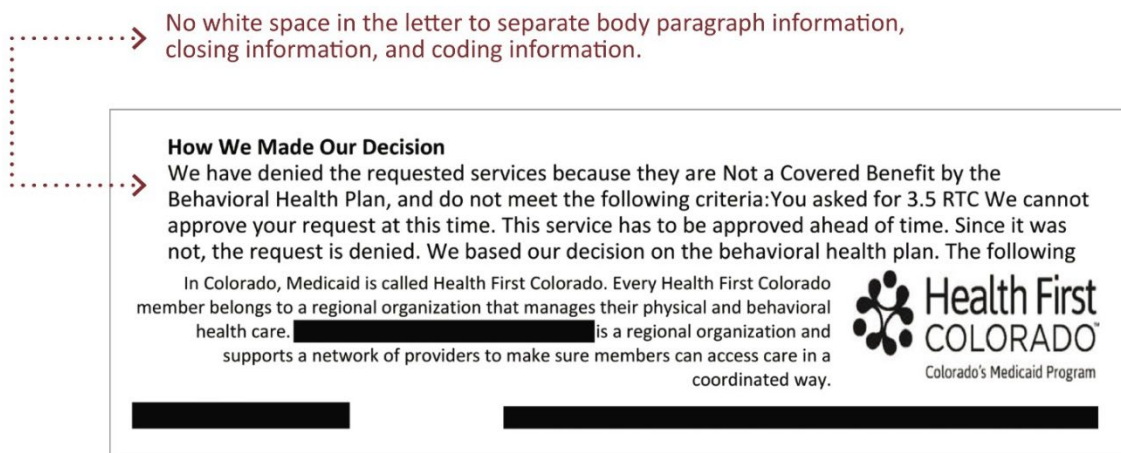 No white space in the letter to separate body paragraph information,
closing information, and coding information.
How We Made Our Decision
We have denied the requested services because they are Not a Covered Benefit by the
Behavioral Health Plan, and do not meet the following criteria:You asked for 3.5 RTC We cannot
approve your request at this time. This service has to be approved ahead of time. Since it was
not, the request is denied. We based our decision on the behavioral health plan. The following
In Colorado, Medicaid is called Health First Colorado. Every Health First Colorado
member belongs to a regional organization that manages their physical and behavioral
health care. is a regional organization and
supports a network of providers to make sure members can access care in a
coordinated way.
Health First
COLORADO™
Colorado's Medicaid Program